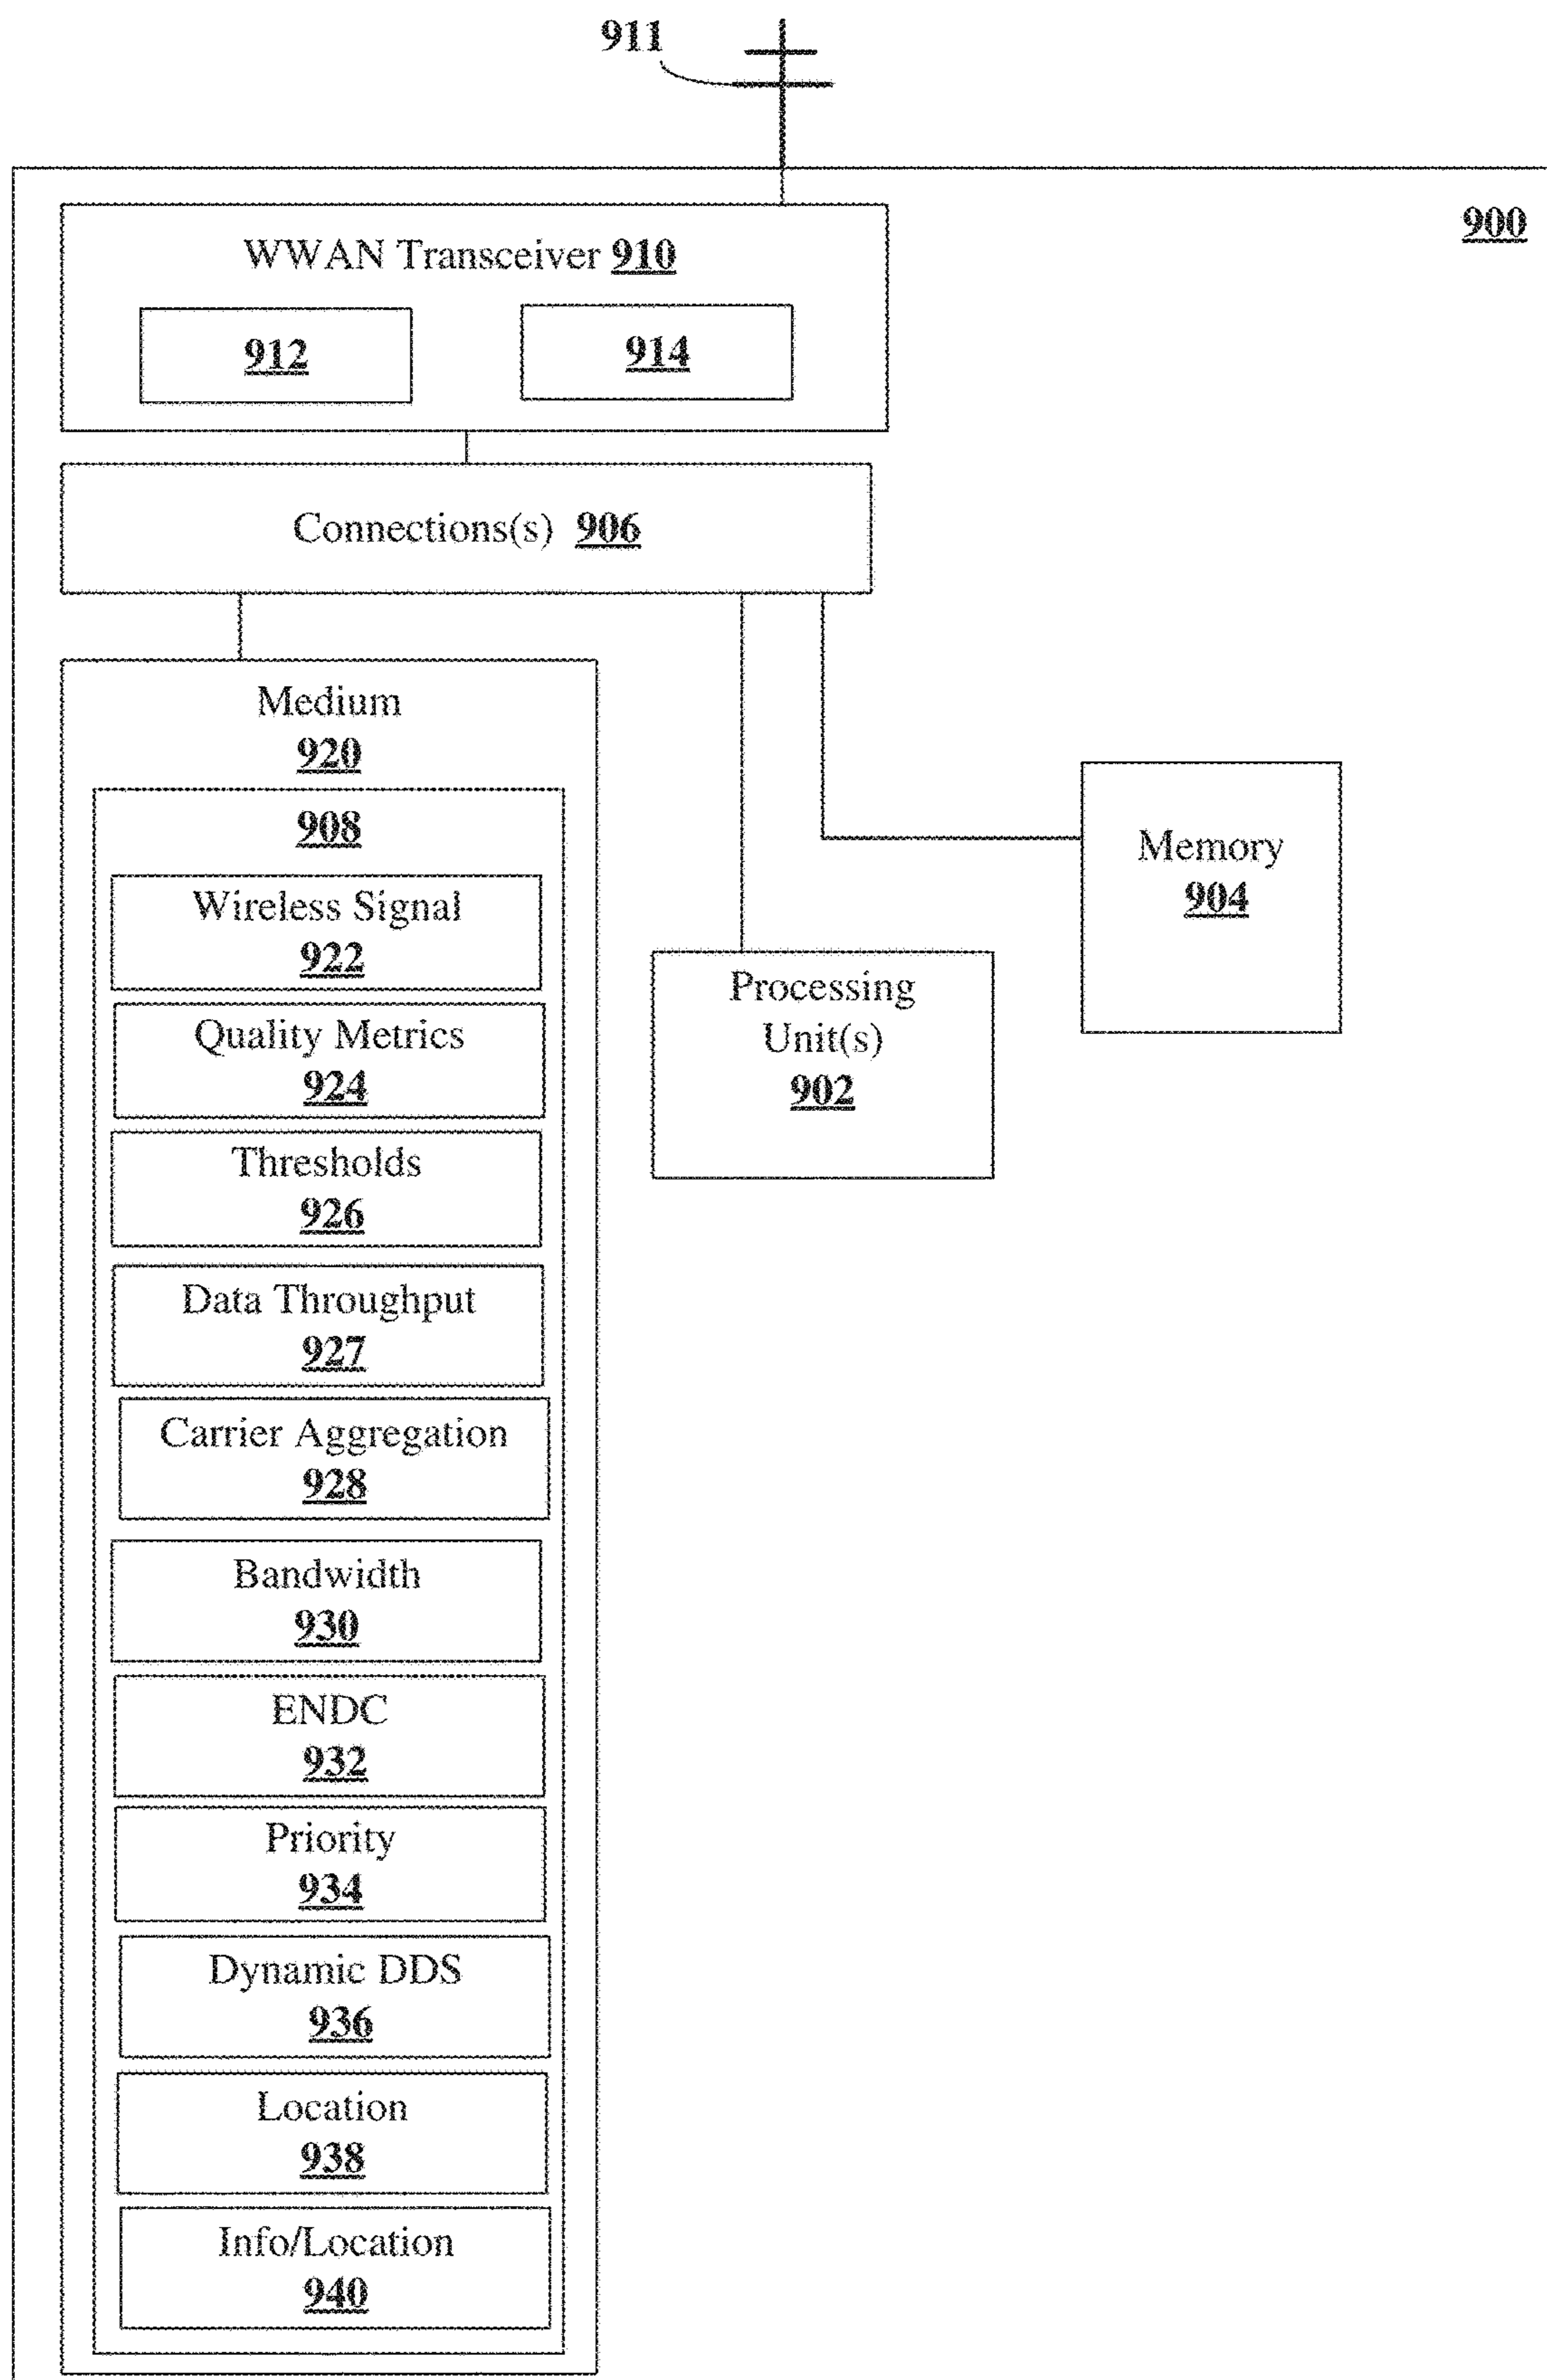 911
900
WWAN Transceiver 910
912
914
Connections(s) 906
Medium
920
908
Wireless Signal
922
Quality Metrics
924
Thresholds
926
Data Throughput
927
Carrier Aggregation
928
Bandwidth
930
ENDC
932
Priority
934
Dynamic DDS
936
Location
938
Info/Location
940
Processing
Unit(s)
902
Memory
904